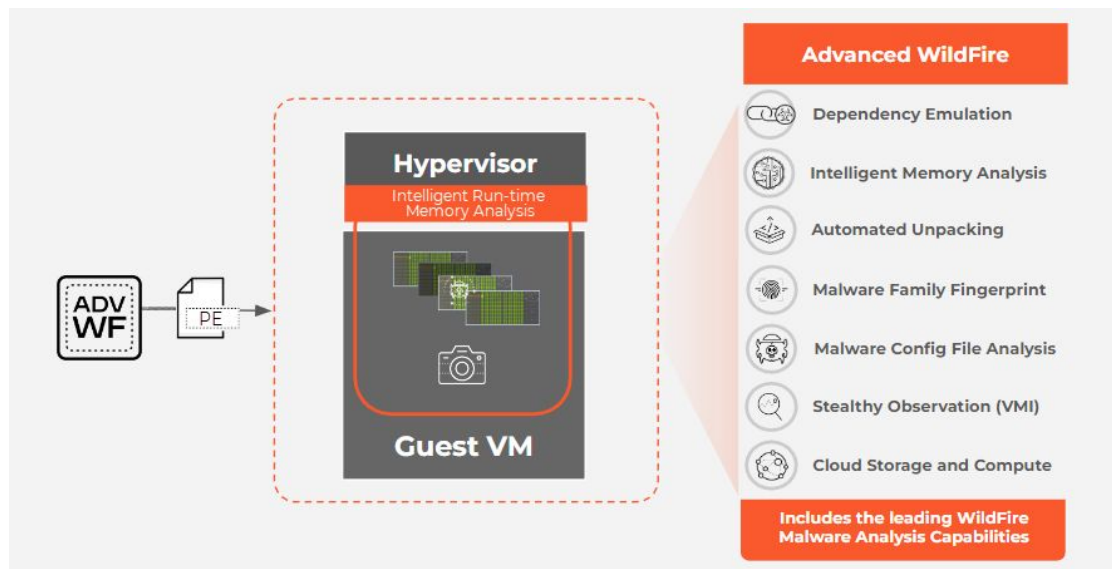 Advanced WildFire
Dependency Emulation
Hypervisor
Intelligent Run-time
Memory Analysis
Intelligent Memory Analysis
Automated Unpacking
ADV
WF
PE
Malware Family Fingerprint
Malware Config File Analysis
Stealthy Observation (VMI)
Guest VM
Cloud Storage and Compute
Includes the leading WildFire
Malware Analysis Capabilities